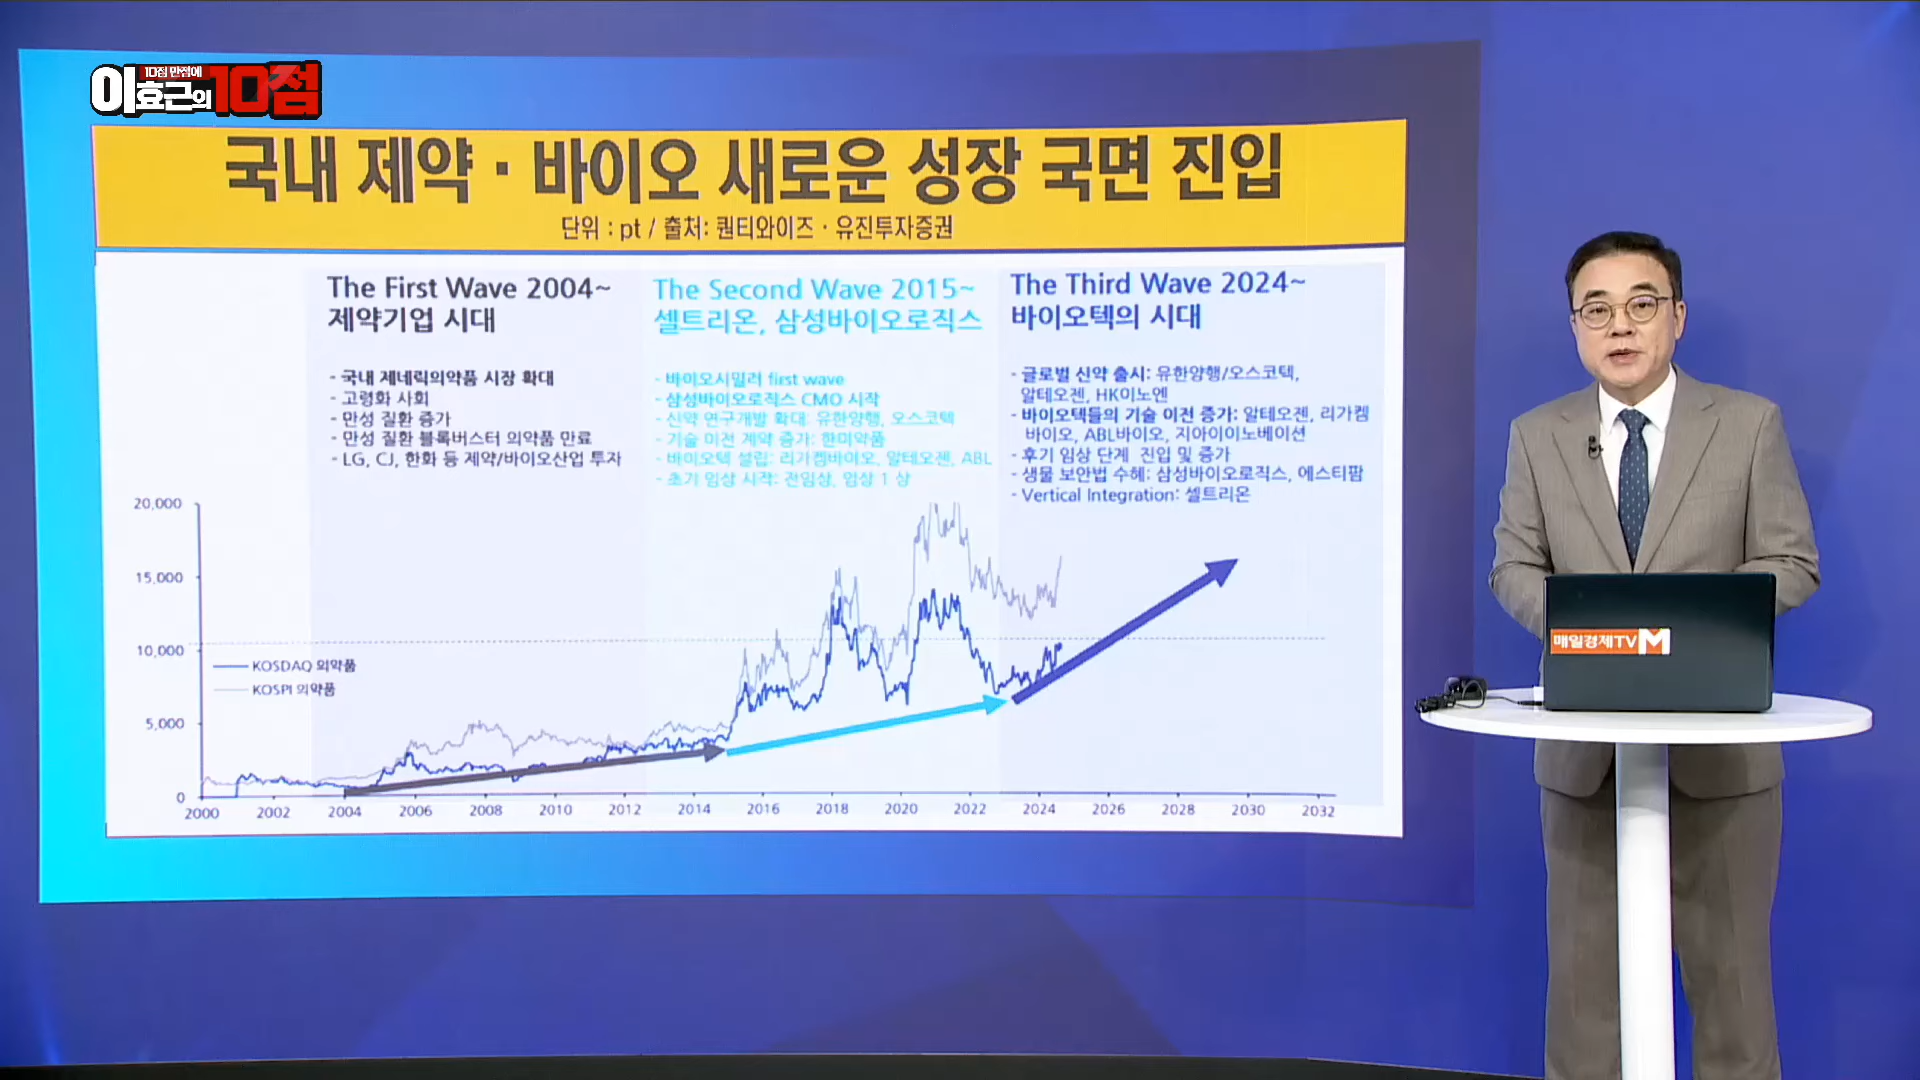 10점 만점에
이효근의 10점
국내 제약 · 바이오 새로운 성장 국면 진입
단위 : pt / 출처: 퀀티와이즈 · 유진투자증권
The First Wave 2004~
제약기업 시대
- 국내 제네릭의약품 시장 확대
- 고령화 사회
- 만성 질환 증가
- 만성 질환 블록버스터 의약품 만료
- LG, CJ, 한화 등 제약/바이오산업 투자
The Second Wave 2015~
셀트리온, 삼성바이오로직스
- 바이오시밀러 first wave
- 삼성바이오로직스 CMO 시작
- 신약 연구개발 확대: 유한양행, 오스코텍
- 기술 이전 계약 증가: 한미약품
- 바이오텍 설립: 리가켐바이오, 알테오젠, ABL
- 초기 임상 시작: 전임상, 임상 1 상
The Third Wave 2024~
바이오텍의 시대
- 글로벌 신약 출시: 유한양행/오스코텍,
알테오젠, HK이노엔
- 바이오텍들의 기술 이전 증가: 알테오젠, 리가켐
바이오, ABL바이오, 지아이이노베이션
- 후기 임상 단계 진입 및 증가
- 생물 보안법 수혜: 삼성바이오로직스, 에스티팜
- Vertical Integration: 셀트리온
20,000
15,000
10,000
5,000
0
KOSDAQ 의약품
KOSPI 의약품
2000 2002 2004 2006 2008 2010 2012 2014 2016 2018 2020 2022 2024 2026 2028 2030 2032
매일경제TV M